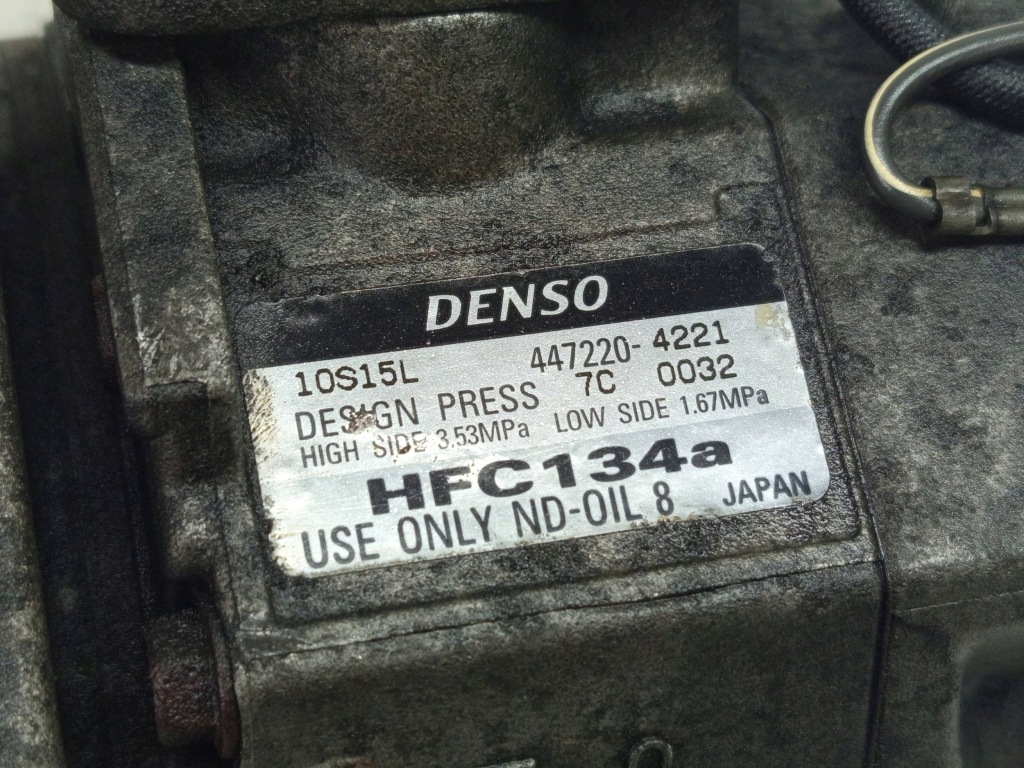 DENSO
10S15L 447220-4221
DESIGN PRESS 7C 0032
HIGH SIDE 3.53MPa LOW SIDE 1.67MPa
HFC134a
USE ONLY ND-OIL 8 JAPAN